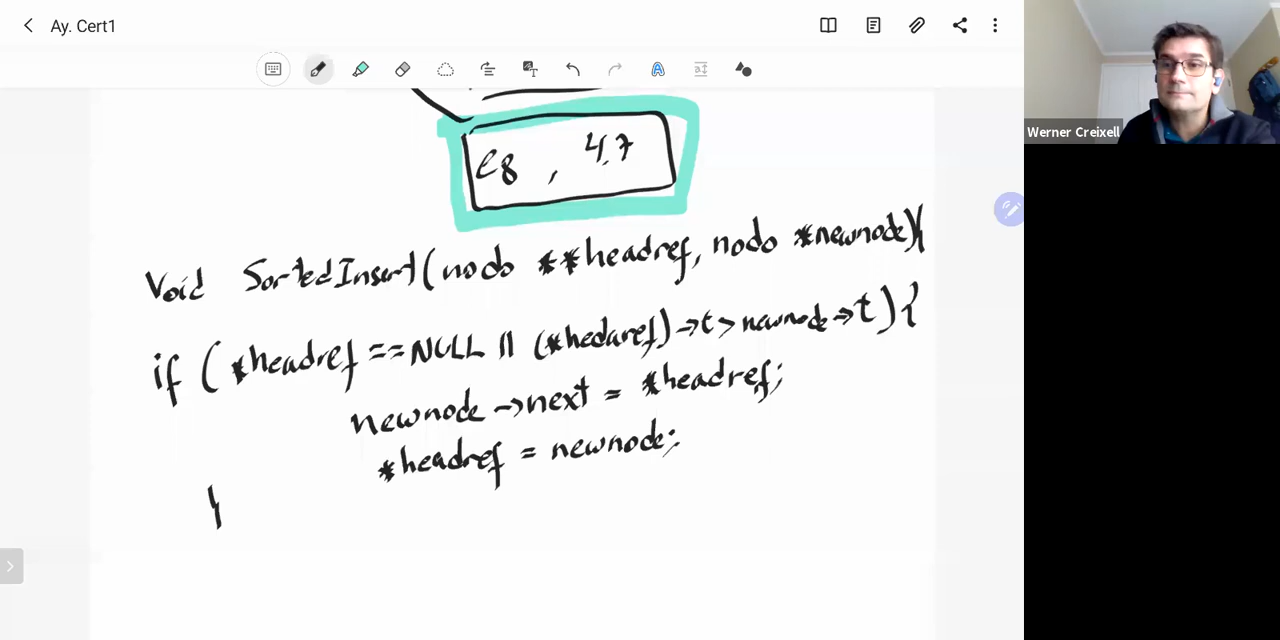 Ay. Cert1
Werner Creixell
e8 , 4.7
Void SortedInsert(nodo **headref, nodo *newnode){
if (*headref ==NULL || (*hedaref)->t > newnode->t){
newnode->next = *headref;
*headref = newnode;
}